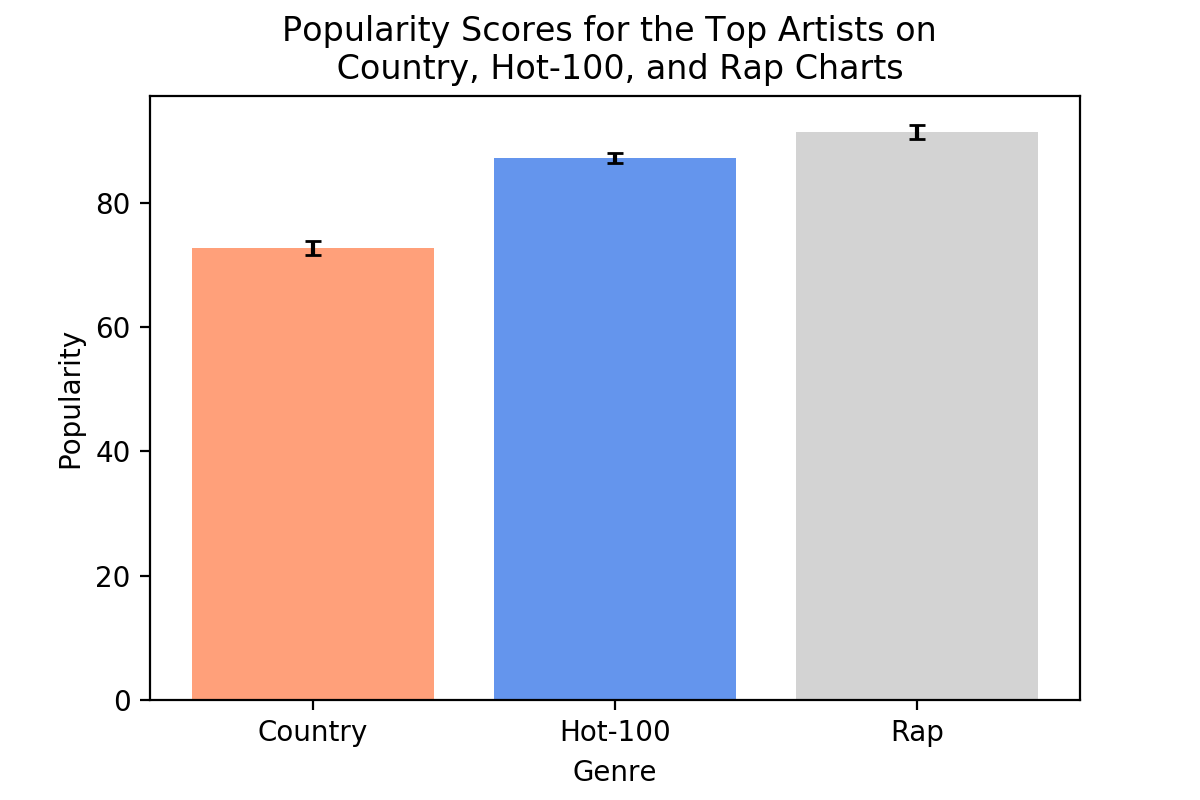 Popularity Scores for the Top Artists on
Country, Hot-100, and Rap Charts
80
60
40
20
0
Popularity
Country
Hot-100
Rap
Genre